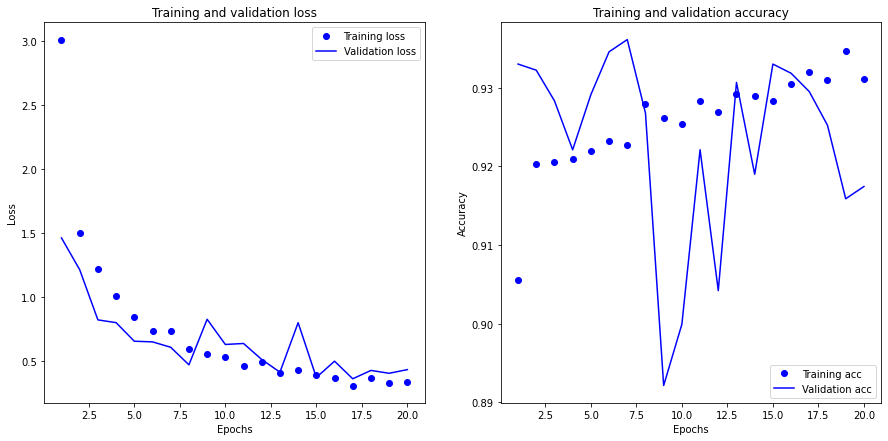 Training and validation loss
Training loss
Validation loss
3.0
2.5
2.0
1.5
1.0
0.5
Loss
2.5 5.0 7.5 10.0 12.5 15.0 17.5 20.0
Epochs
Training and validation accuracy
0.93
0.92
0.91
0.90
0.89
Accuracy
Training acc
Validation acc
2.5 5.0 7.5 10.0 12.5 15.0 17.5 20.0
Epochs